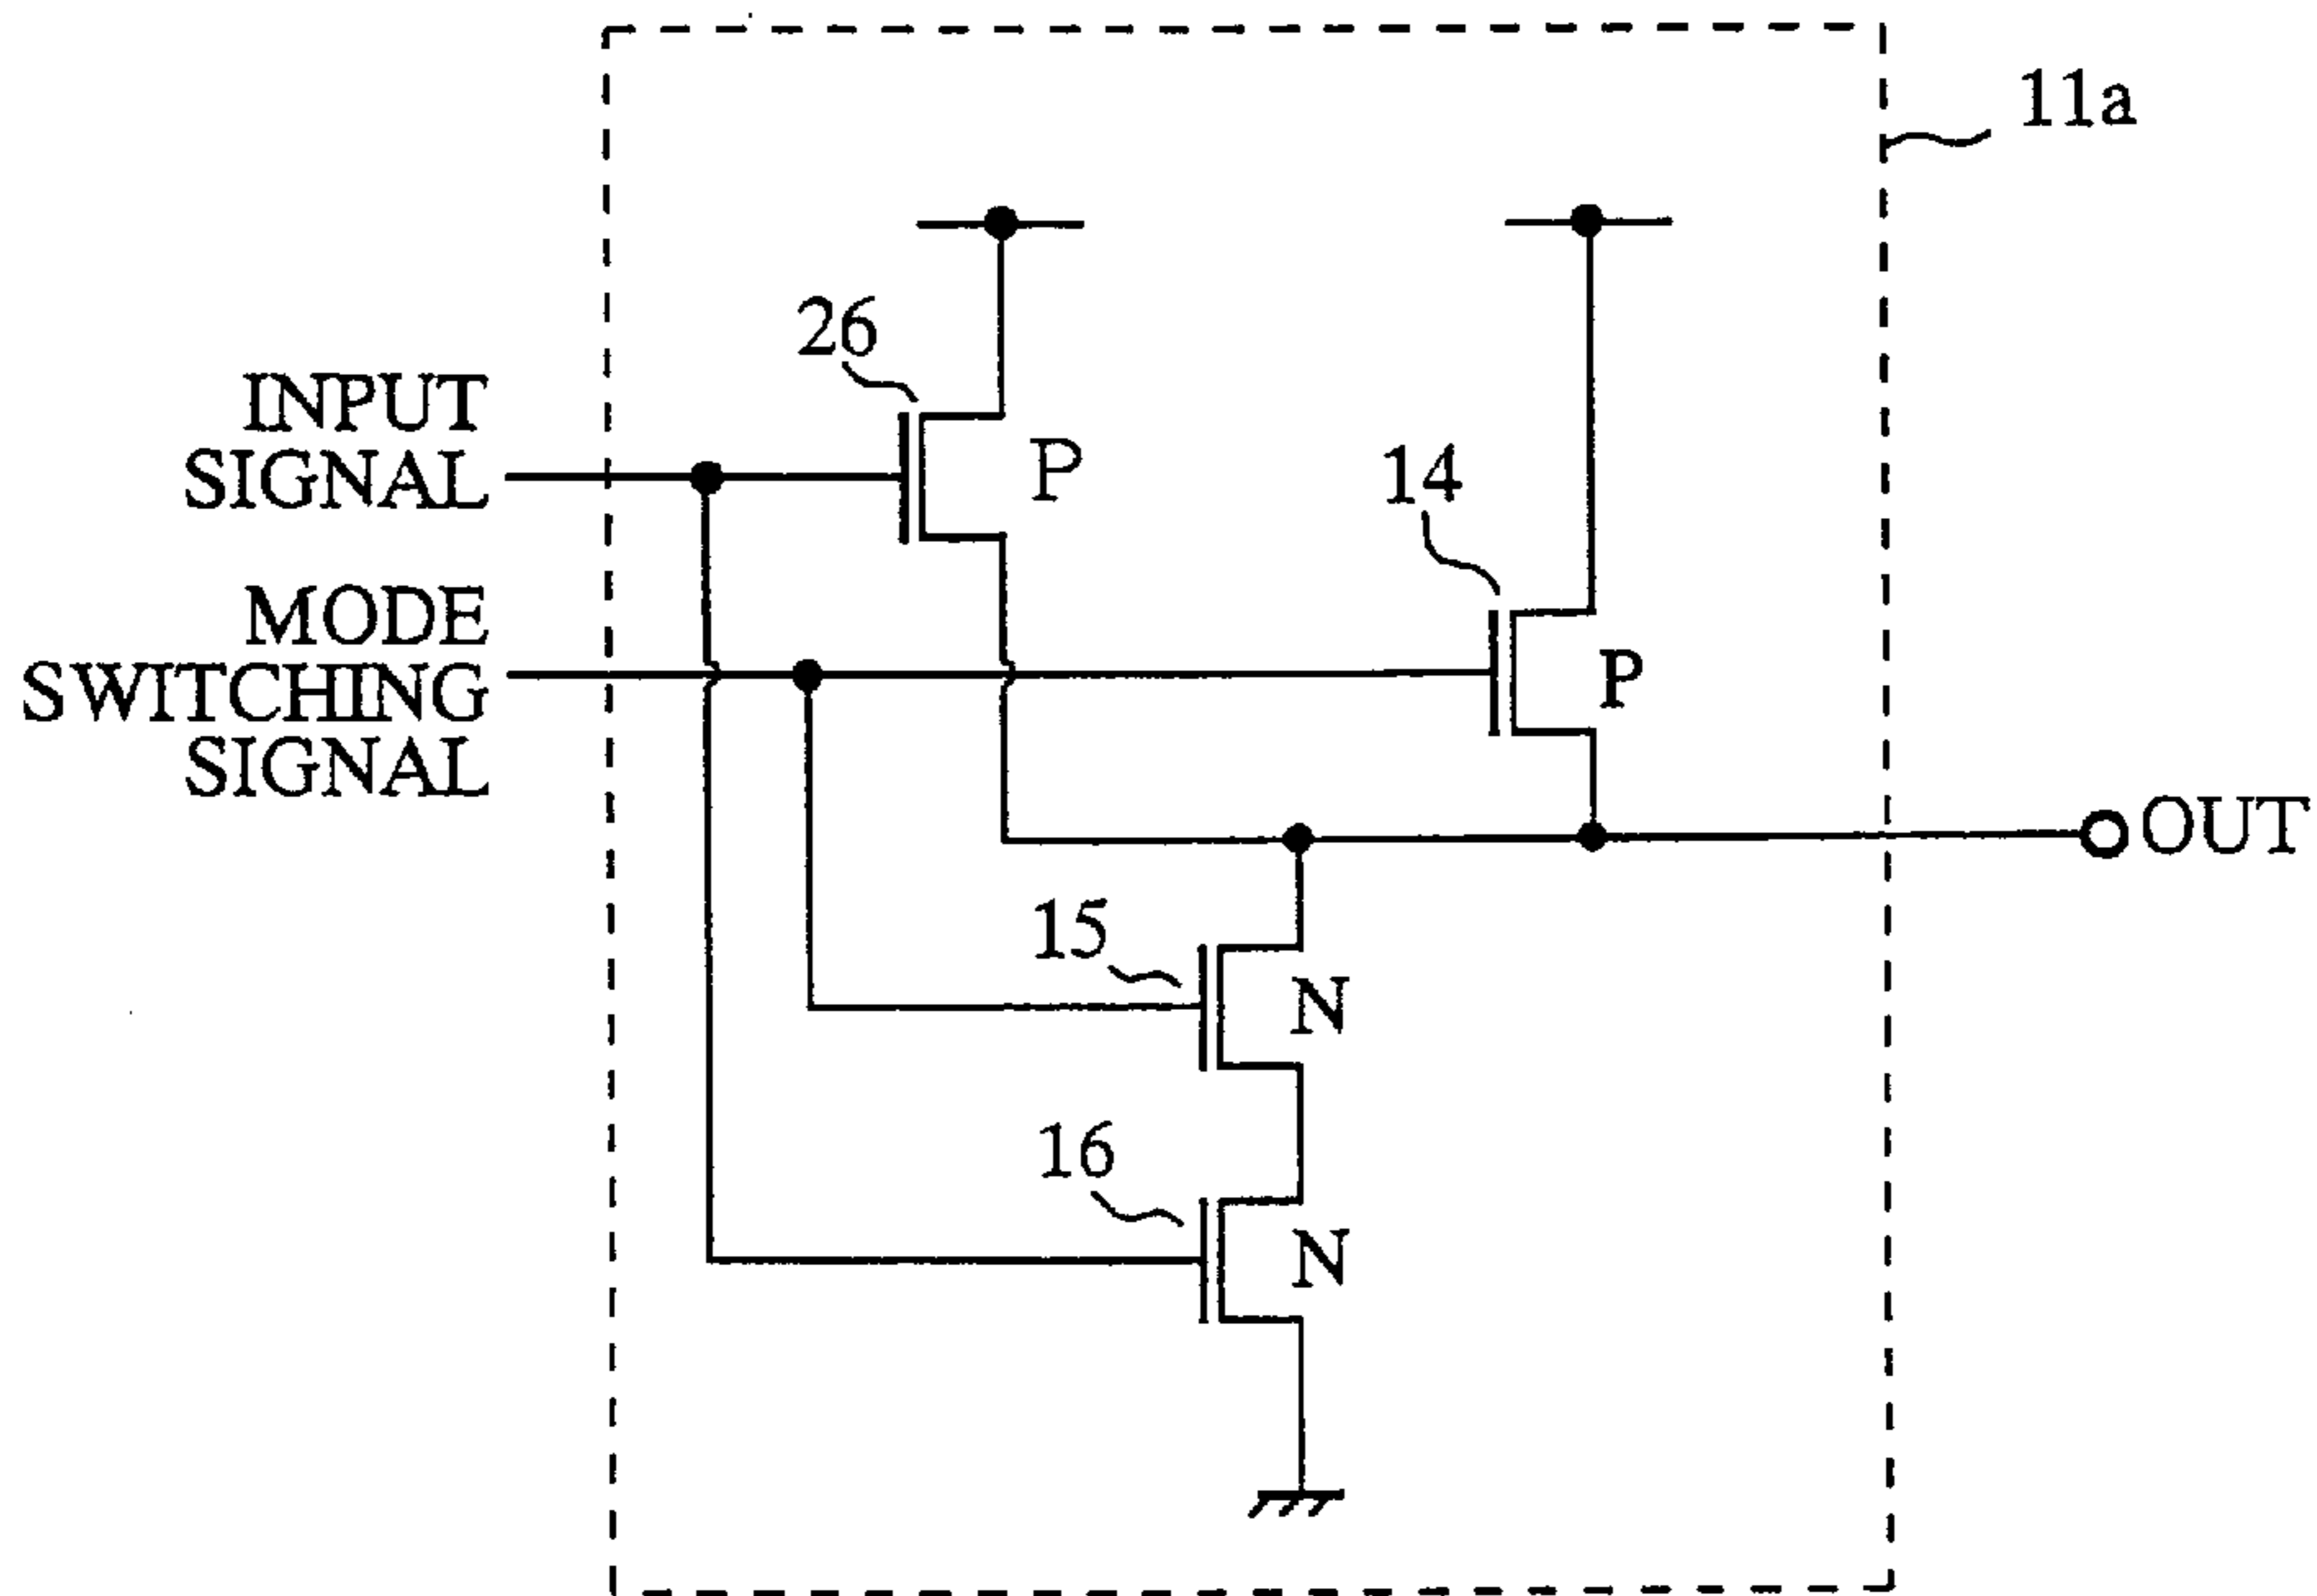 11a
26
INPUT
SIGNAL
P
14
MODE
SWITCHING
SIGNAL
P
OUT
15
N
16
N